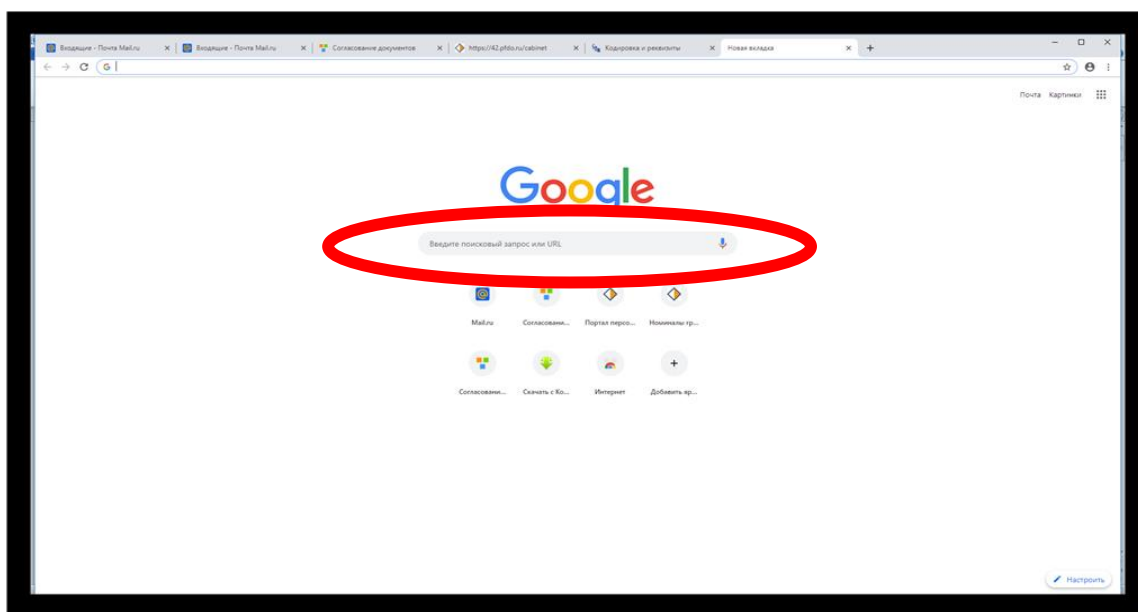 Входящие - Почта Mail.ru
Входящие - Почта Mail.ru
Согласование документов
https://42.pfdo.ru/cabinet
Кодировка и реквизиты
Новая вкладка
Почта Картинки
Google
Введите поисковый запрос или URL
Mail.ru Согласовани... Портал персо... Номиналы гр...
Согласовани... Скачать с Ко... Интернет Добавить яр...
Настроить